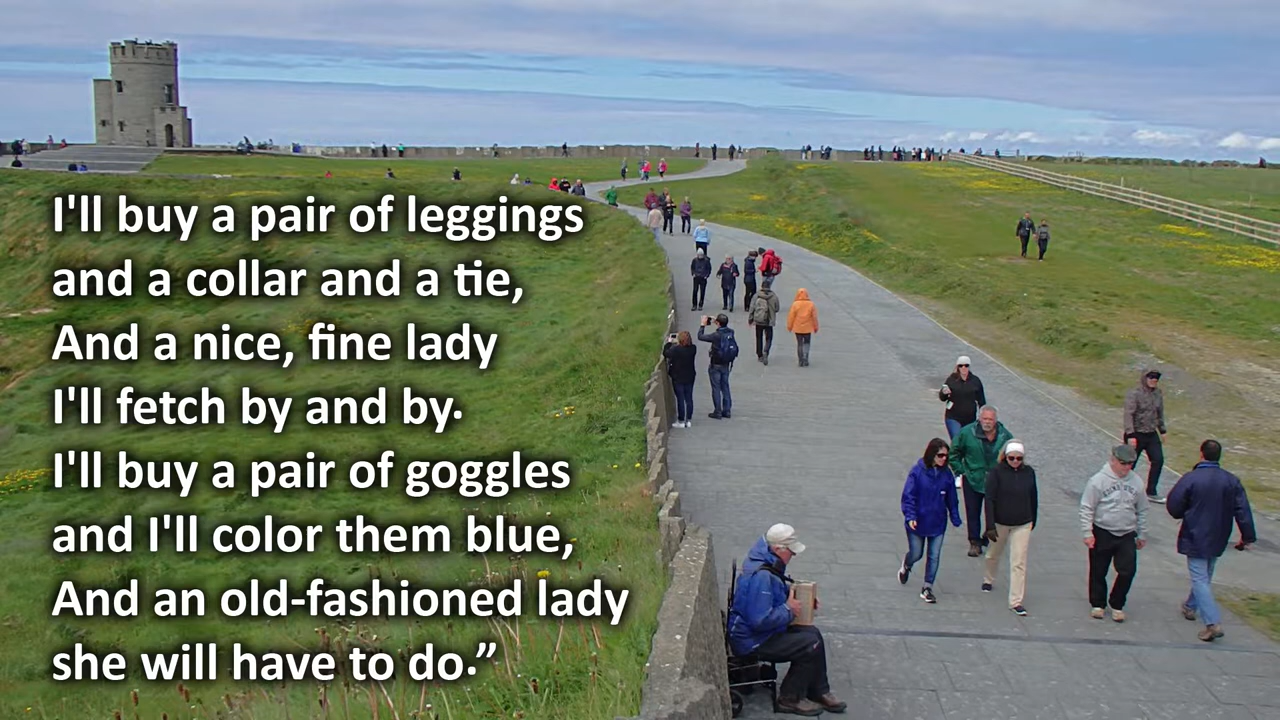 I'll buy a pair of leggings
and a collar and a tie,
And a nice, fine lady
I'll fetch by and by.
I'll buy a pair of goggles
and I'll color them blue,
And an old-fashioned lady
she will have to do.”